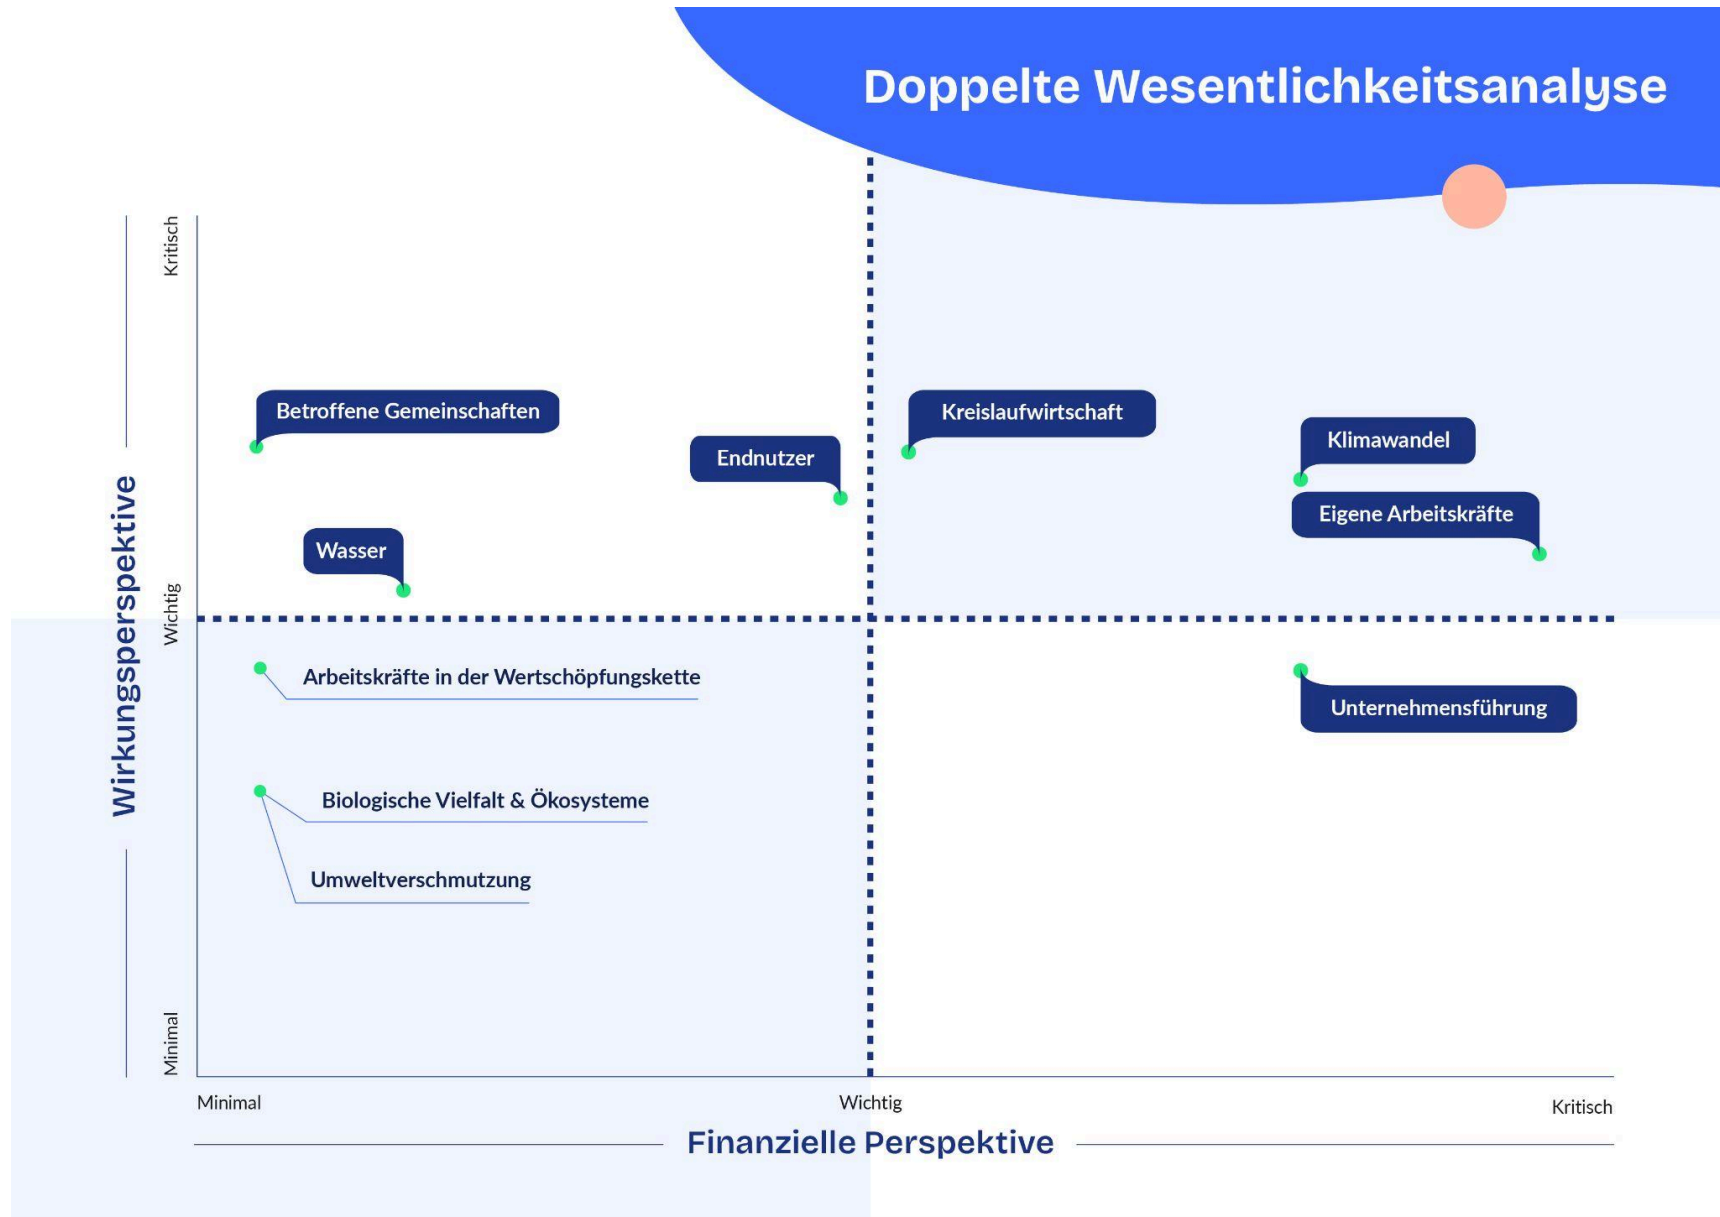 Doppelte Wesentlichkeitsanalyse
Kritisch
Wirkungsperspektive
Wichtig
Minimal
Betroffene Gemeinschaften
Endnutzer
Kreislaufwirtschaft
Klimawandel
Eigene Arbeitskräfte
Wasser
Arbeitskräfte in der Wertschöpfungskette
Unternehmensführung
Biologische Vielfalt & Ökosysteme
Umweltverschmutzung
Minimal
Wichtig
Kritisch
Finanzielle Perspektive